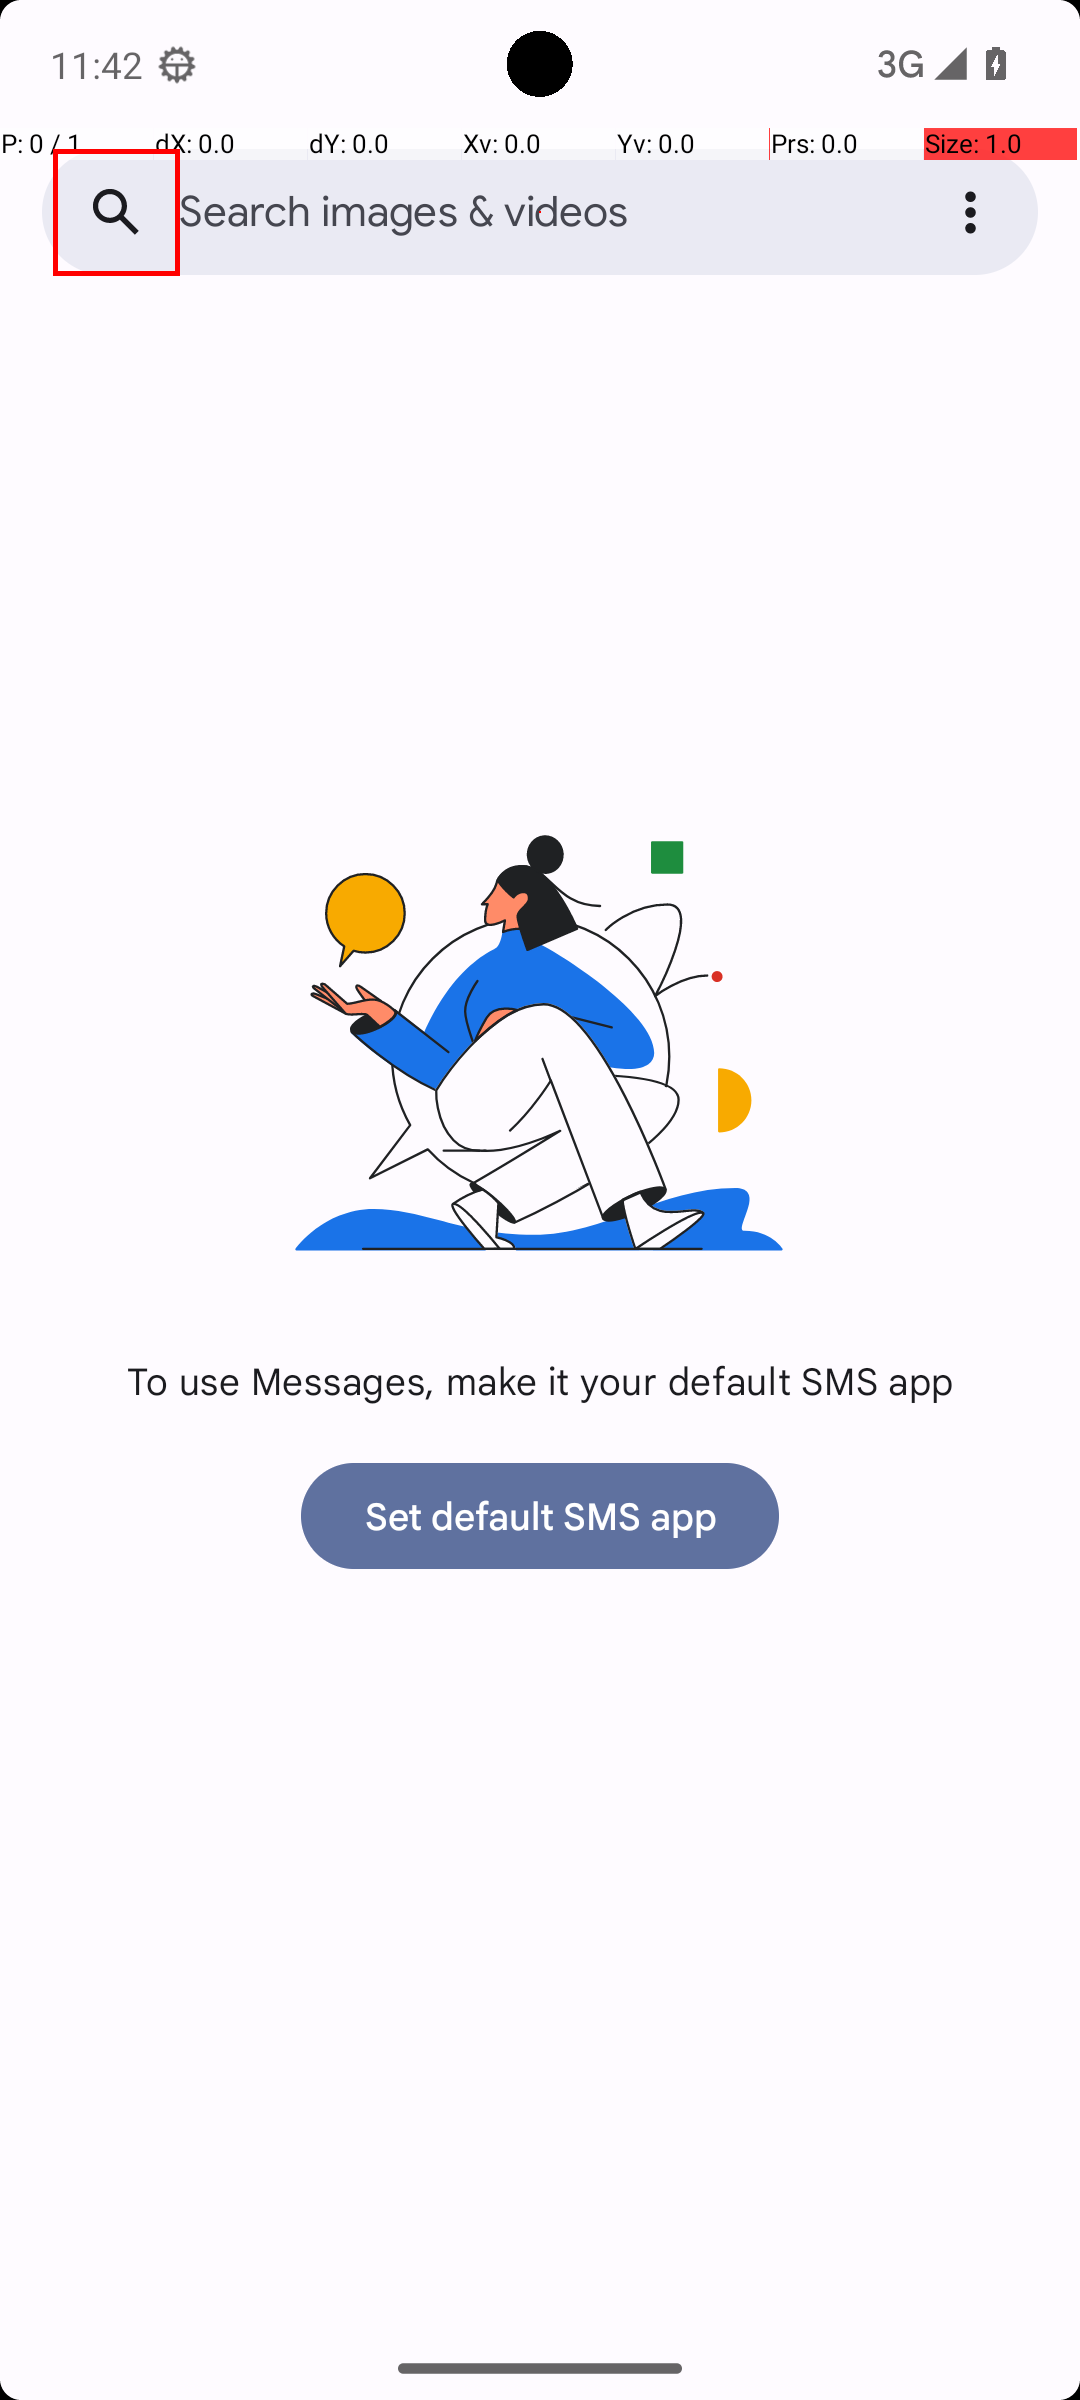 11:42
3G
P: 0 / 1 dX: 0.0 dY: 0.0 Xv: 0.0 Yv: 0.0 Prs: 0.0 Size: 1.0
Search images & videos
To use Messages, make it your default SMS app
Set default SMS app